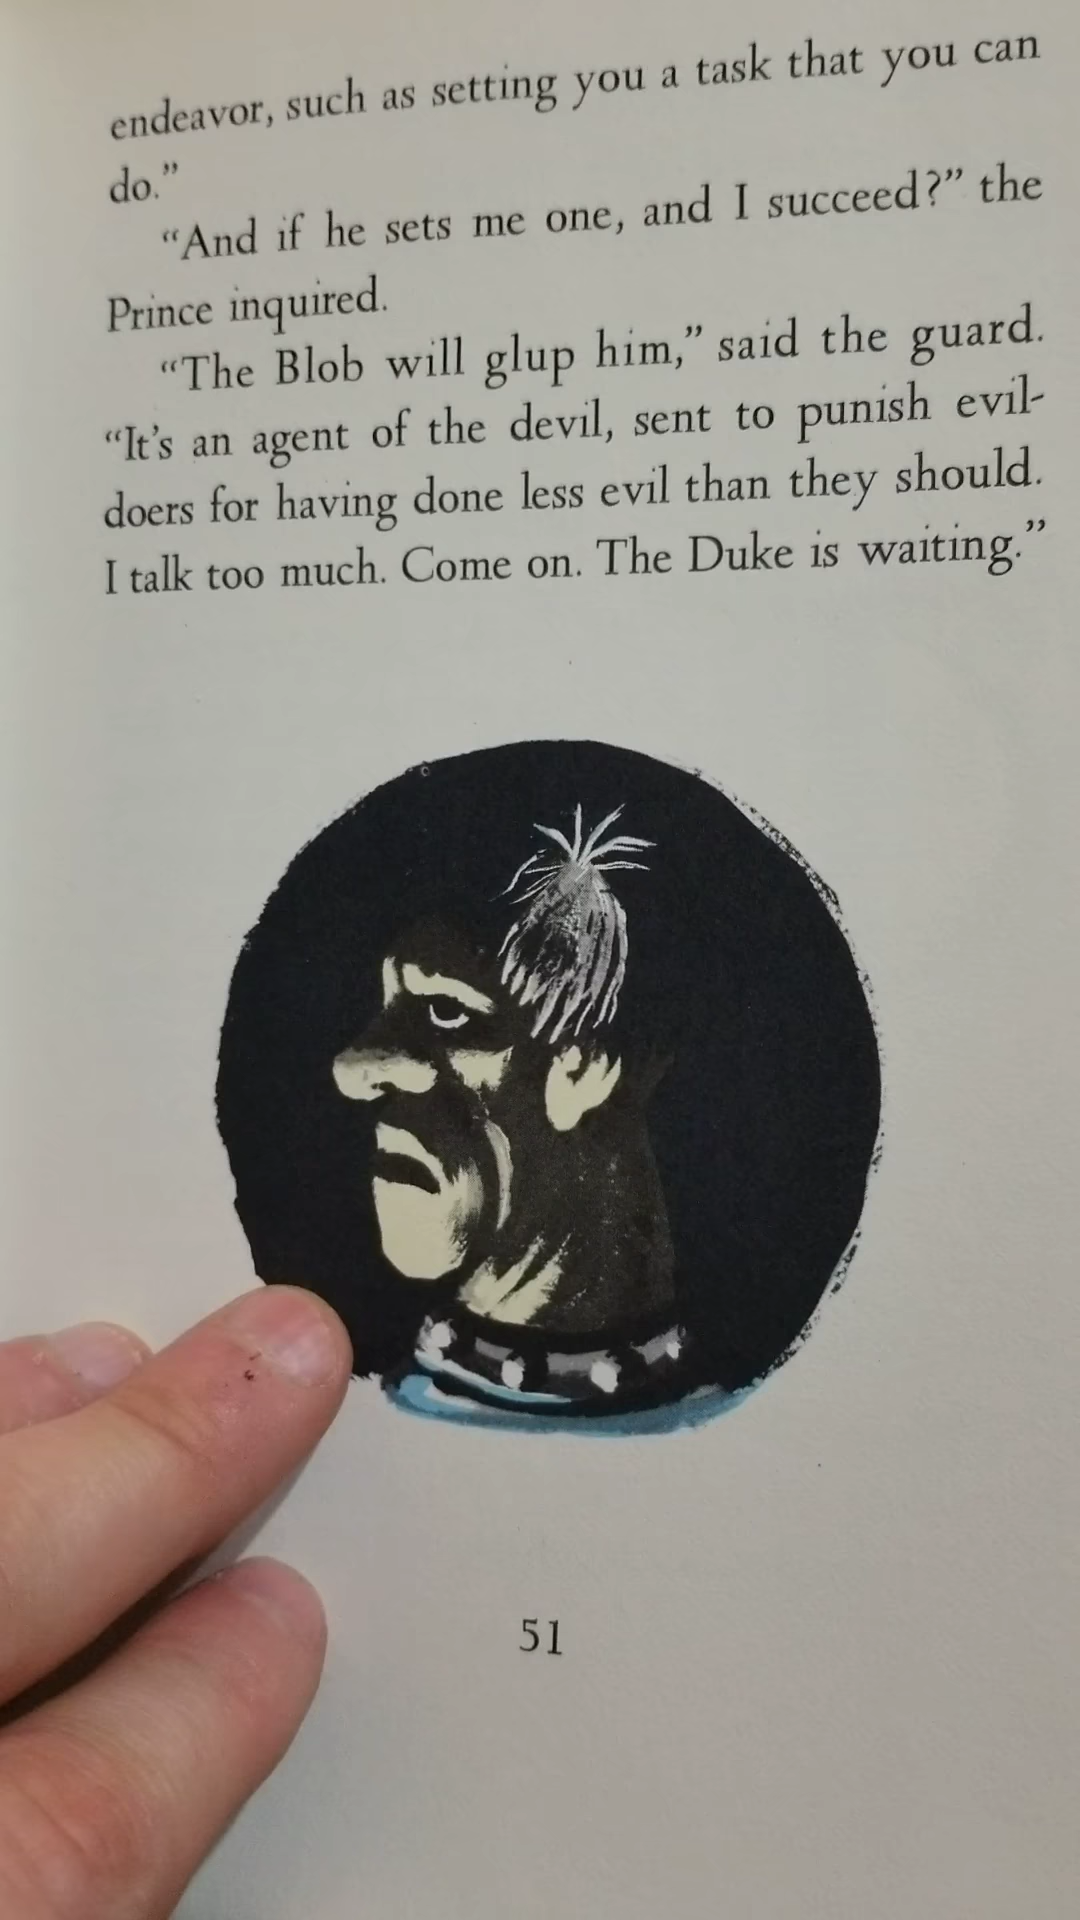 endeavor, such as setting you a task that you can
do.”
“And if he sets me one, and I succeed?” the
Prince inquired.
“The Blob will glup him,” said the guard.
“It’s an agent of the devil, sent to punish evil-
doers for having done less evil than they should.
I talk too much. Come on. The Duke is waiting.”
51